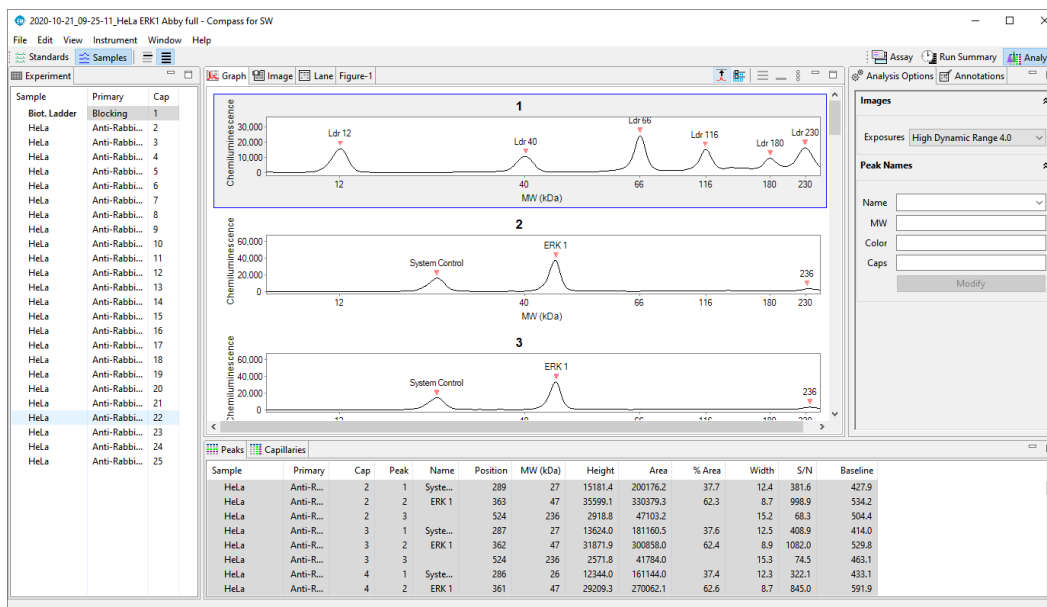 2020-10-21_09-25-11_HeLa ERK1 Abby full - Compass for SW
File Edit View Instrument Window Help
Standards Samples Assay Run Summary Analy
Experiment
Sample Primary Cap
Biot. Ladder Blocking 1
HeLa Anti-Rabbi... 2
HeLa Anti-Rabbi... 3
HeLa Anti-Rabbi... 4
HeLa Anti-Rabbi... 5
HeLa Anti-Rabbi... 6
HeLa Anti-Rabbi... 7
HeLa Anti-Rabbi... 8
HeLa Anti-Rabbi... 9
HeLa Anti-Rabbi... 10
HeLa Anti-Rabbi... 11
HeLa Anti-Rabbi... 12
HeLa Anti-Rabbi... 13
HeLa Anti-Rabbi... 14
HeLa Anti-Rabbi... 15
HeLa Anti-Rabbi... 16
HeLa Anti-Rabbi... 17
HeLa Anti-Rabbi... 18
HeLa Anti-Rabbi... 19
HeLa Anti-Rabbi... 20
HeLa Anti-Rabbi... 21
HeLa Anti-Rabbi... 22
HeLa Anti-Rabbi... 23
HeLa Anti-Rabbi... 24
HeLa Anti-Rabbi... 25
Graph Image Lane Figure-1
1
Chemiluminescence
30,000
20,000
10,000
0
Ldr 12 Ldr 40 Ldr 66 Ldr 116 Ldr 180 Ldr 230
12 40 66 116 180 230
MW (kDa)
2
Chemiluminescence
60,000
40,000
20,000
0
System Control ERK 1 236
12 40 66 116 180 230
MW (kDa)
3
Chemiluminescence
60,000
40,000
20,000
0
System Control ERK 1 236
12 40 66 116 180 230
Analysis Options Annotations
Images
Exposures High Dynamic Range 4.0
Peak Names
Name
MW
Color
Caps
Modify
Peaks Capillaries
Sample Primary Cap Peak Name Position MW (kDa) Height Area % Area Width S/N Baseline
HeLa Anti-R... 2 1 Syste... 289 27 15181.4 200176.2 37.7 12.4 381.6 427.9
HeLa Anti-R... 2 2 ERK 1 363 47 35599.1 330379.3 62.3 8.7 998.9 534.2
HeLa Anti-R... 2 3 524 236 2918.8 47103.2 15.2 68.3 504.4
HeLa Anti-R... 3 1 Syste... 287 27 13624.0 181160.5 37.6 12.5 408.9 414.0
HeLa Anti-R... 3 2 ERK 1 362 47 31871.9 300858.0 62.4 8.9 1082.0 529.8
HeLa Anti-R... 3 3 524 236 2571.8 41784.0 15.3 74.5 463.1
HeLa Anti-R... 4 1 Syste... 286 26 12344.0 161144.0 37.4 12.3 322.1 433.1
HeLa Anti-R... 4 2 ERK 1 361 47 29209.3 270062.1 62.6 8.7 845.0 591.9